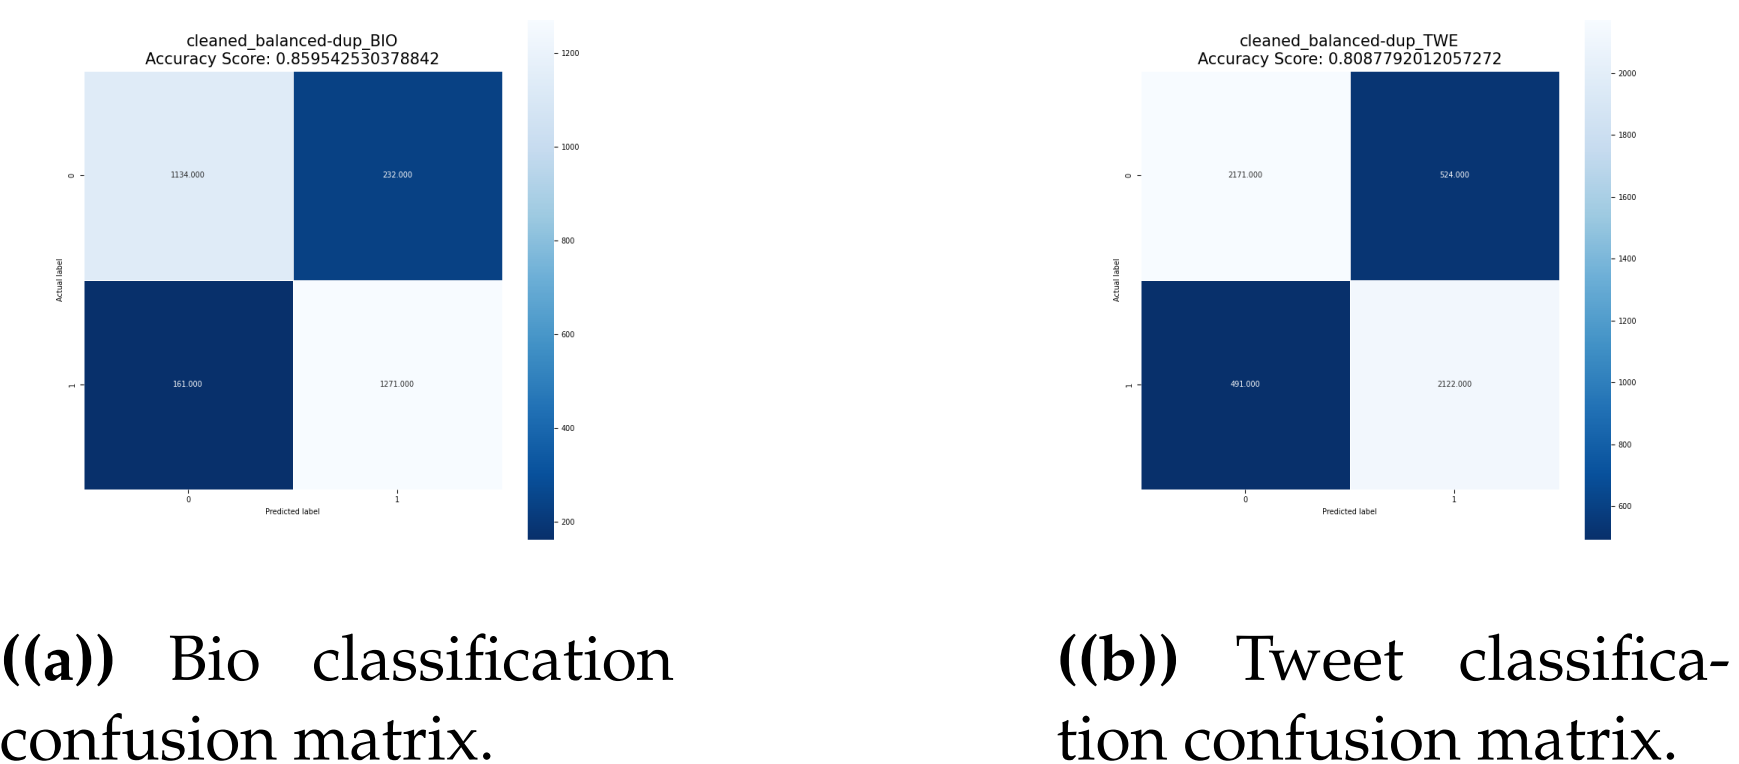 cleaned_balanced-dup_BIO
Accuracy Score: 0.859542530378842
1200
1000
800
600
400
200
Actual label
0
1
1134.000
232.000
161.000
1271.000
0
1
Predicted label
((a)) Bio classification
confusion matrix.
cleaned_balanced-dup_TWE
Accuracy Score: 0.8087792012057272
2000
1800
1600
1400
1200
1000
800
600
Actual label
0
1
2171.000
524.000
491.000
2122.000
0
1
Predicted label
((b)) Tweet classifica-
tion confusion matrix.